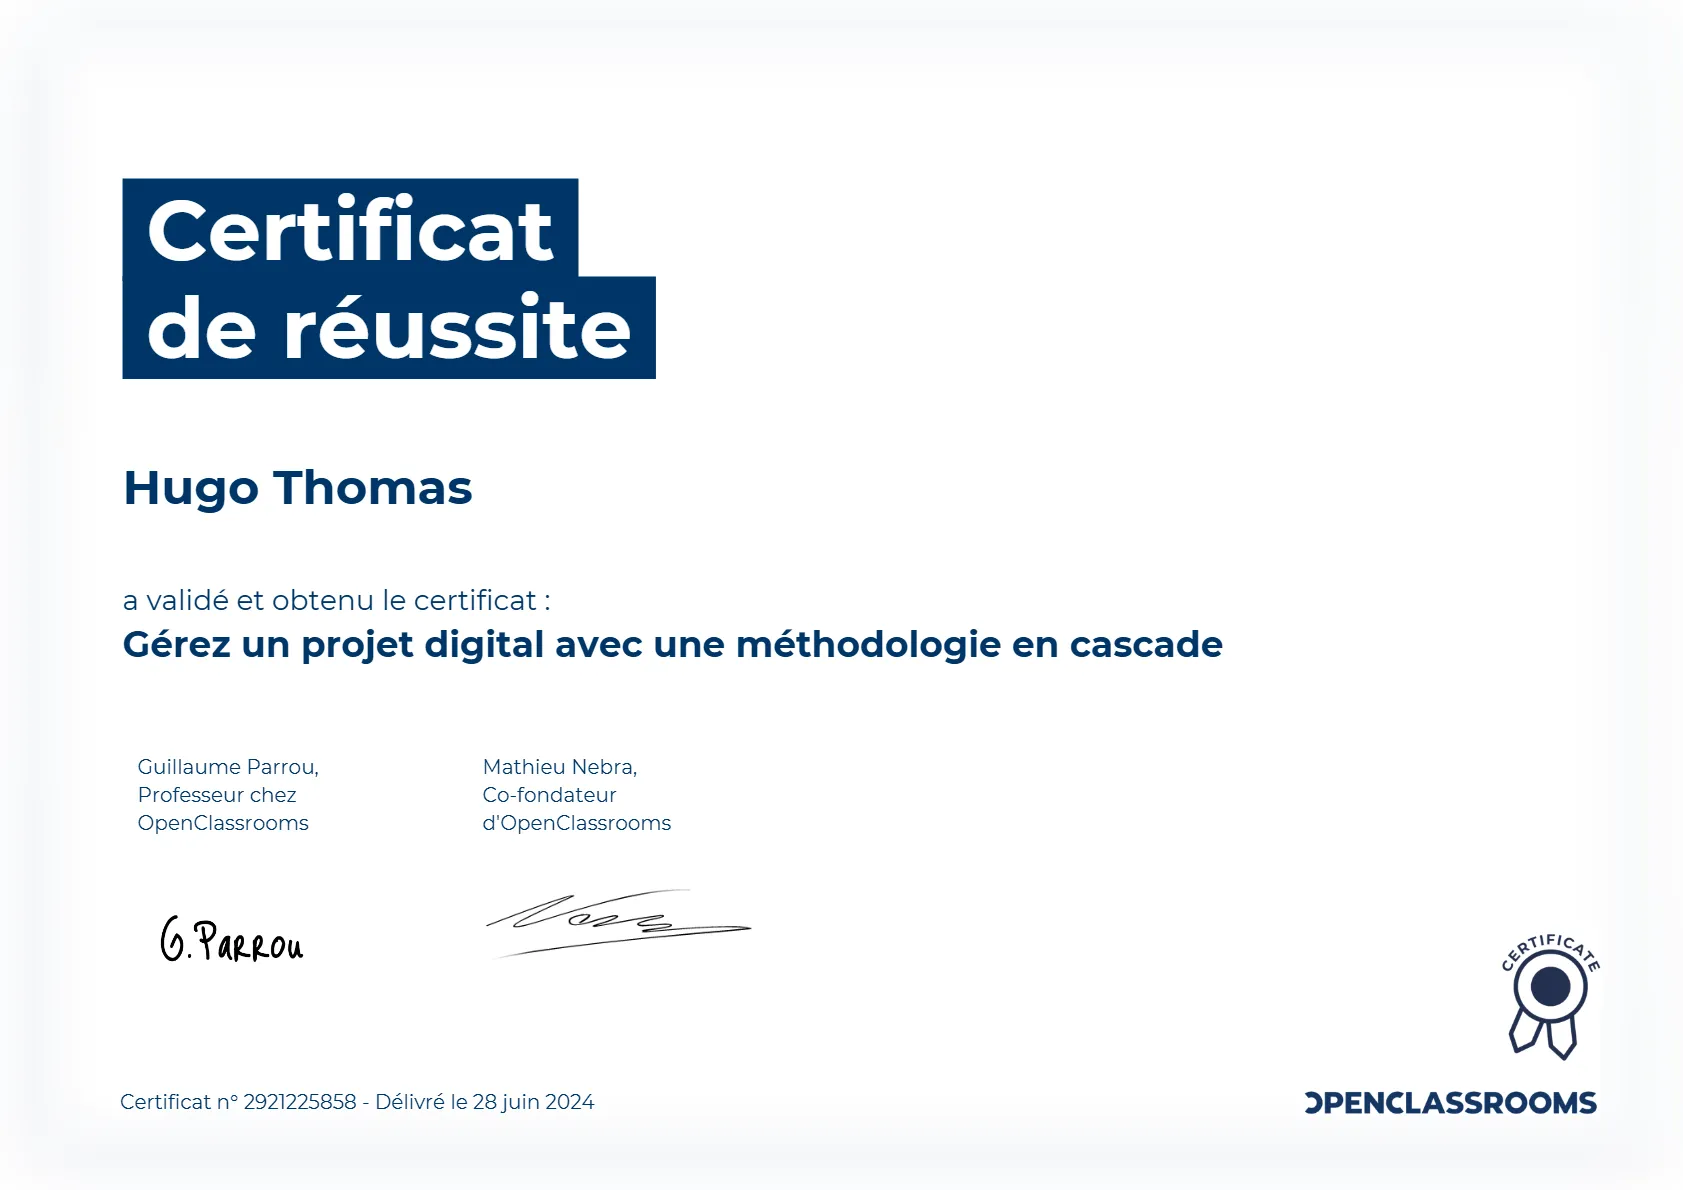 Certificat
de réussite
Hugo Thomas
a validé et obtenu le certificat :
Gérez un projet digital avec une méthodologie en cascade
Guillaume Parrou,
Professeur chez
OpenClassrooms
Mathieu Nebra,
Co-fondateur
d'OpenClassrooms
G. Parrou
CERTIFICATE
Certificat n° 2921225858 - Délivré le 28 juin 2024
OPENCLASSROOMS